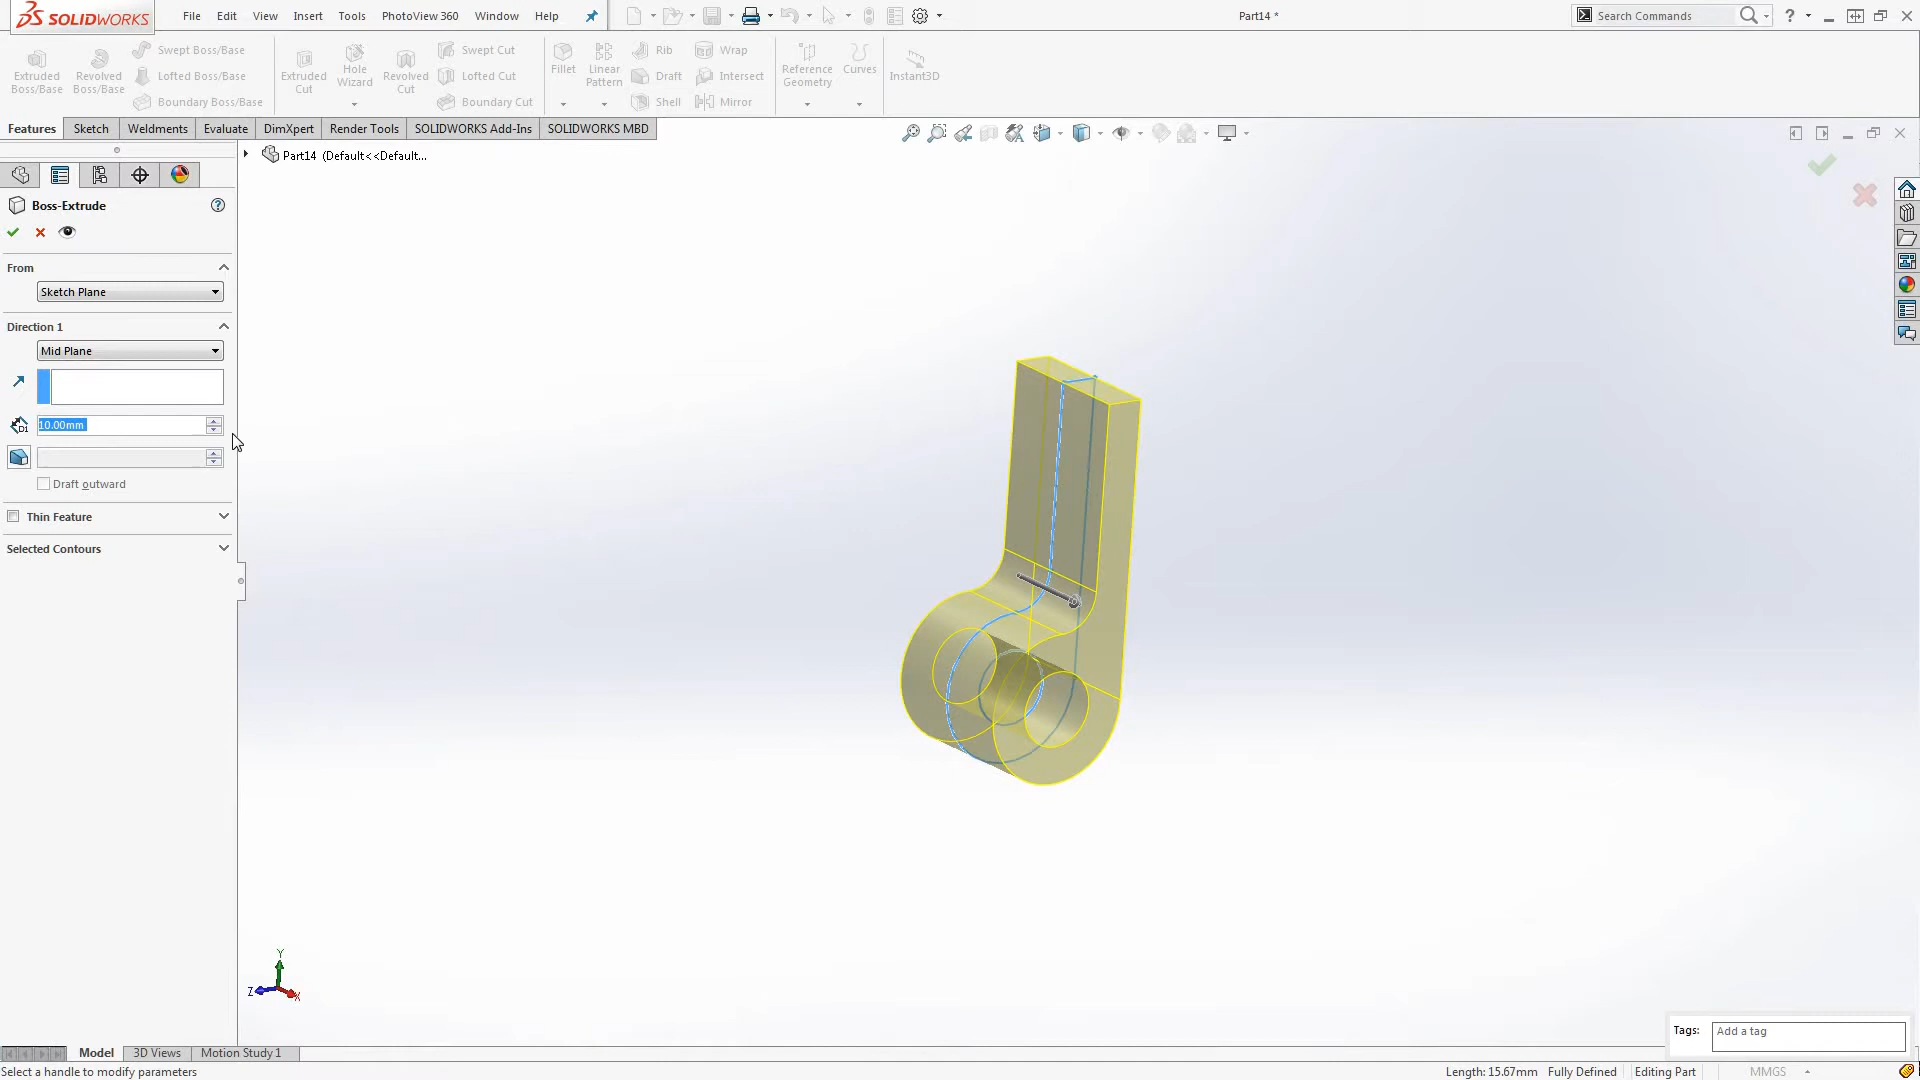 SOLIDWORKS File Edit View Insert Tools PhotoView 360 Window Help Part14 * Search Commands ?
Extruded Boss/Base
Revolved Boss/Base
Swept Boss/Base
Lofted Boss/Base
Boundary Boss/Base
Extruded Cut
Hole Wizard
Revolved Cut
Swept Cut
Lofted Cut
Boundary Cut
Fillet
Linear Pattern
Rib
Draft
Shell
Wrap
Intersect
Mirror
Reference Geometry
Curves
Instant3D
Features Sketch Weldments Evaluate DimXpert Render Tools SOLIDWORKS Add-Ins SOLIDWORKS MBD
Part14 (Default<<Default...
Boss-Extrude
From
Sketch Plane
Direction 1
Mid Plane
D1
10.00mm
Draft outward
Thin Feature
Selected Contours
Y
Z
X
Tags: Add a tag
Model 3D Views Motion Study 1
Select a handle to modify parameters Length: 15.67mm Fully Defined Editing Part MMGS